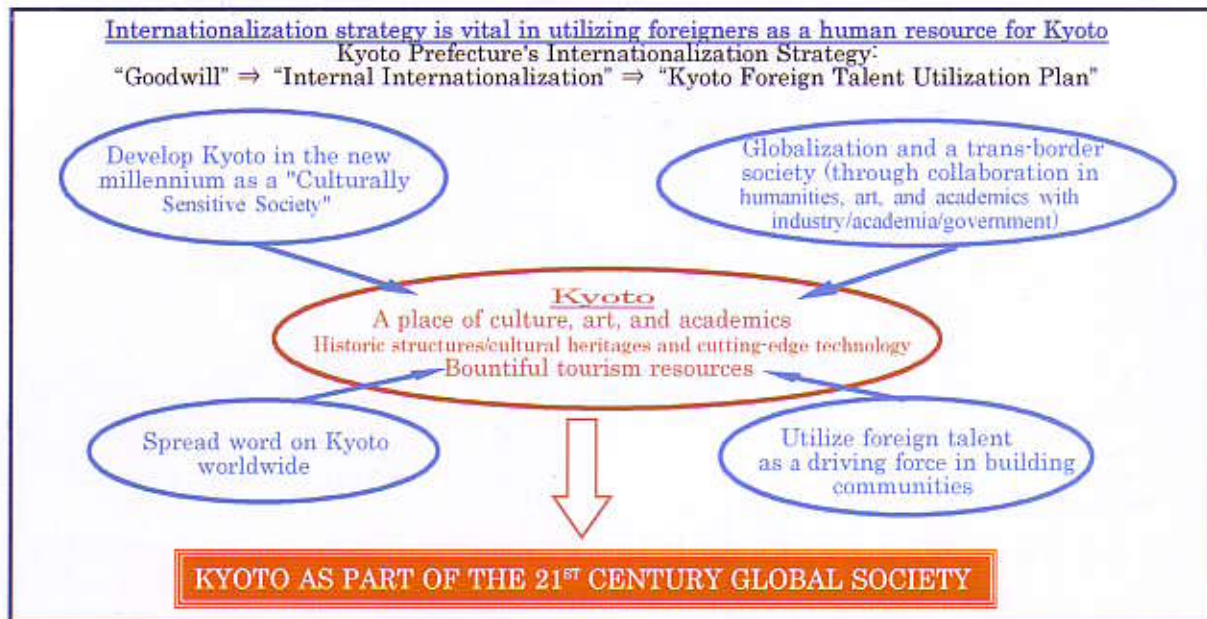 Internationalization strategy is vital in utilizing foreigners as a human resource for Kyoto
Kyoto Prefecture's Internationalization Strategy:
“Goodwill” ⇒ “Internal Internationalization” ⇒ “Kyoto Foreign Talent Utilization Plan”
Develop Kyoto in the new
millennium as a "Culturally
Sensitive Society"
Globalization and a trans-border
society (through collaboration in
humanities, art, and academics with
industry/academia/government)
Kyoto
A place of culture, art, and academics
Historic structures/cultural heritages and cutting-edge technology
Bountiful tourism resources
Spread word on Kyoto
worldwide
Utilize foreign talent
as a driving force in building
communities
KYOTO AS PART OF THE 21ST CENTURY GLOBAL SOCIETY